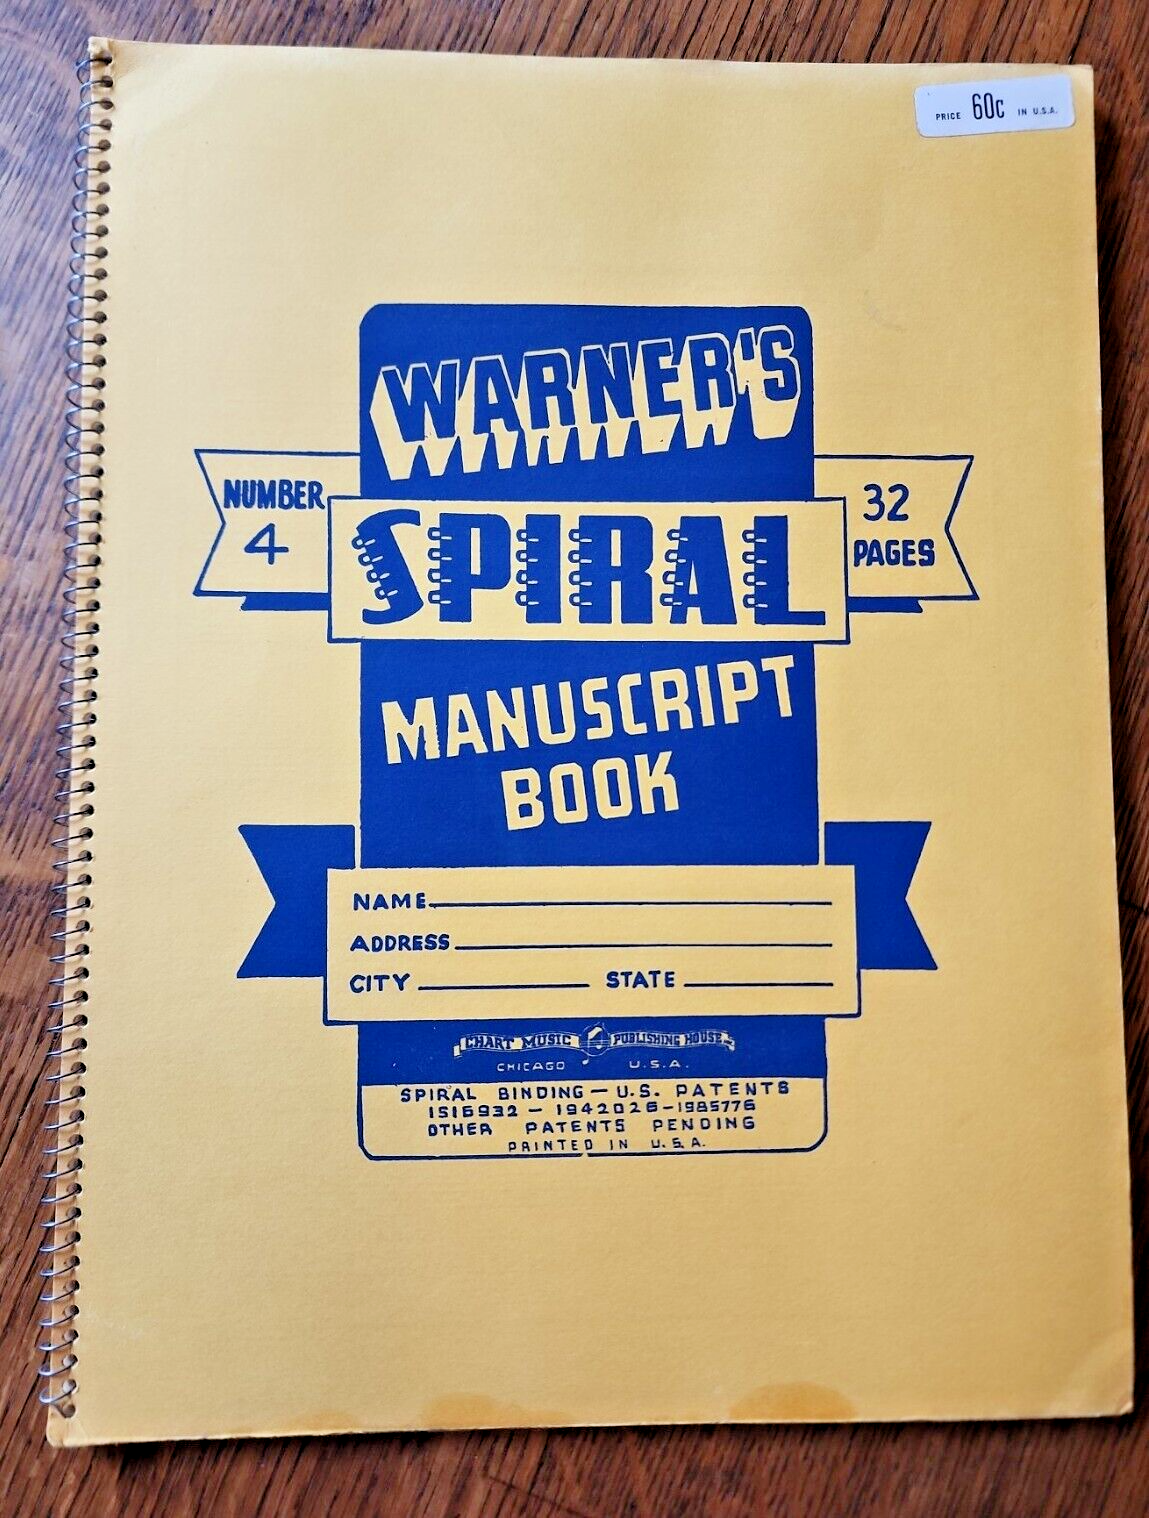 PRICE 60c IN U.S.A.
WARNER'S
NUMBER
4
SPIRAL
32
PAGES
MANUSCRIPT
BOOK
NAME
ADDRESS
CITY STATE
CHART MUSIC PUBLISHING HOUSE
CHICAGO U.S.A.
SPIRAL BINDING — U.S. PATENTS
1516932 — 1942026 — 1985776
OTHER PATENTS PENDING
PRINTED IN U.S.A.